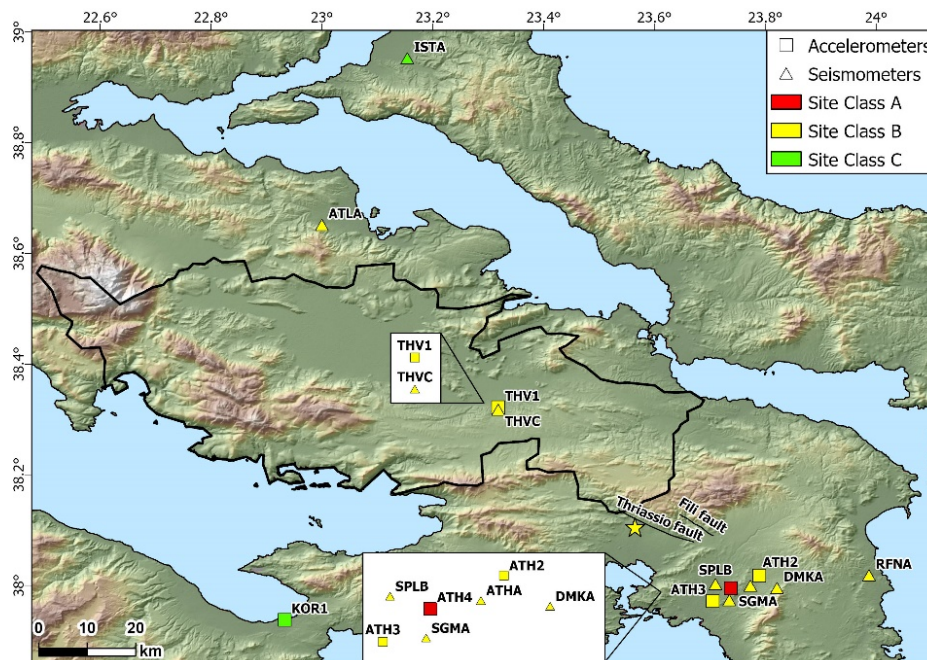 22,6° 22,8° 23° 23,2° 23,4° 23,6° 23,8° 24°
39°
38,8°
38,6°
38,4°
38,2°
38°
Accelerometers
Seismometers
Site Class A
Site Class B
Site Class C
ISTA
ATLA
THV1
THVC
THV1
THVC
Thriassio fault
Fili fault
SPLB
ATH2
DMKA
RFNA
ATH3
SGMA
KOR1
ATH2
SPLB
ATH4
ATHA
DMKA
ATH3
SGMA
0 10 20
km